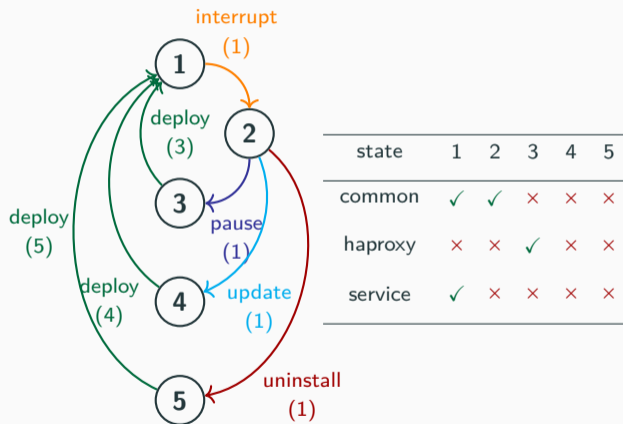 interrupt
(1)
1
deploy
(3)
2
3
pause
(1)
deploy
(5)
deploy
(4)
4
update
(1)
uninstall
(1)
5
state 1 2 3 4 5
common ✓ ✓ × × ×
haproxy × × ✓ × ×
service ✓ × × × ×